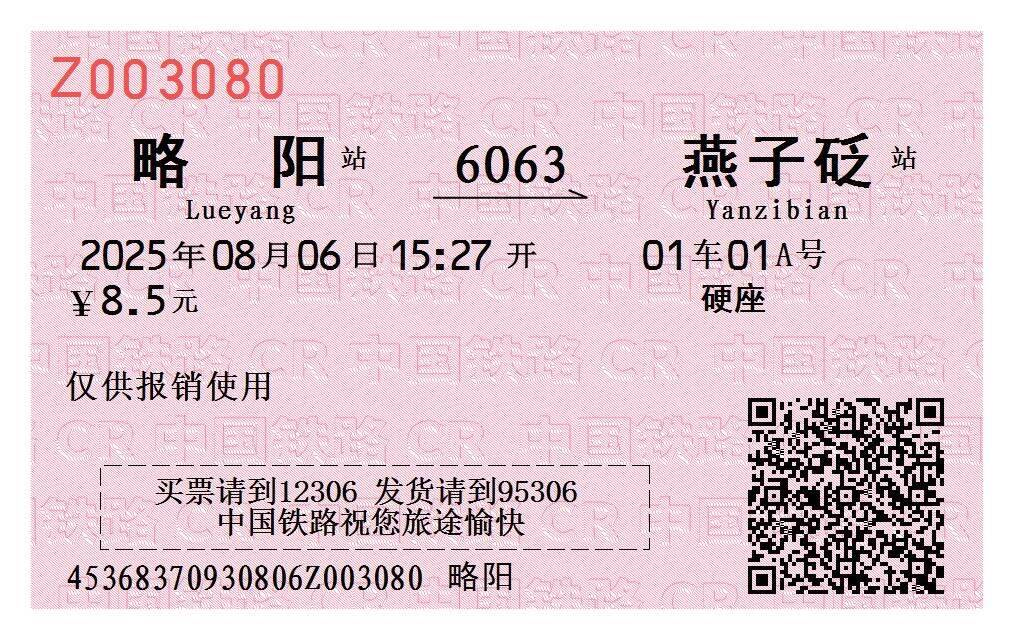 Z003080
略阳站 6063 燕子砭站
Lueyang Yanzibian
2025年08月06日15:27开 01车01A号
￥8.5元 硬座
仅供报销使用
买票请到12306 发货请到95306
中国铁路祝您旅途愉快
45368370930806Z003080 略阳